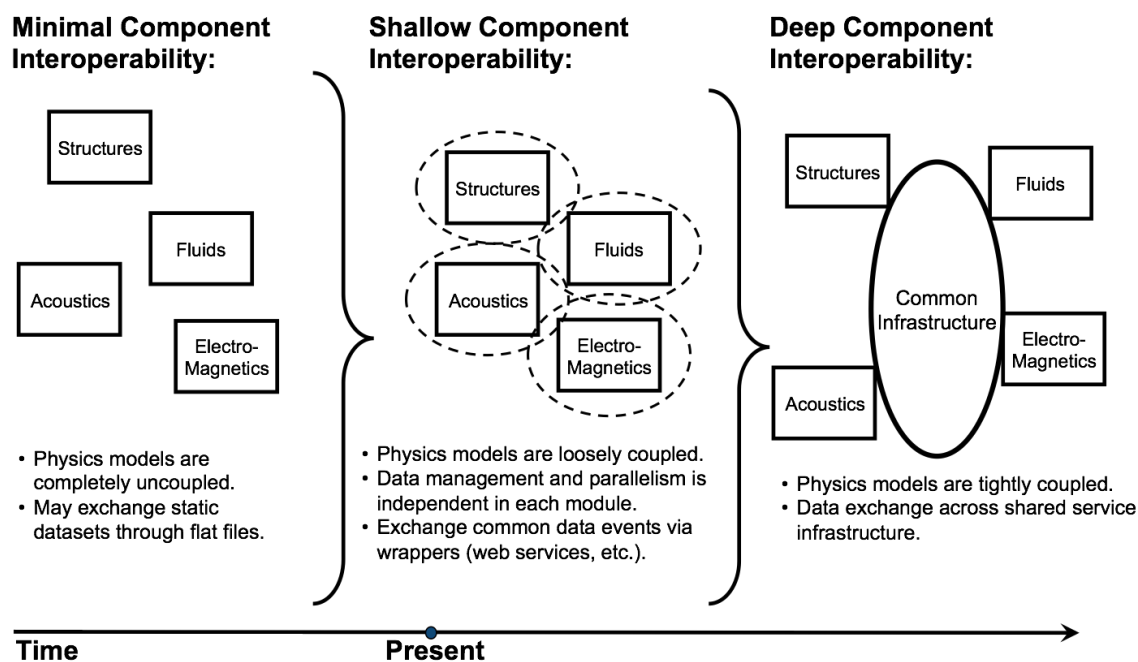 Minimal Component
Interoperability:
Structures
Fluids
Acoustics
Electro-
Magnetics
• Physics models are
completely uncoupled.
• May exchange static
datasets through flat files.
Shallow Component
Interoperability:
Structures
Fluids
Acoustics
Electro-
Magnetics
• Physics models are loosely coupled.
• Data management and parallelism is
independent in each module.
• Exchange common data events via
wrappers (web services, etc.).
Deep Component
Interoperability:
Structures
Fluids
Common
Infrastructure
Electro-
Magnetics
Acoustics
• Physics models are tightly coupled.
• Data exchange across shared service
infrastructure.
Time
Present